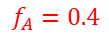 f_A = 0.4